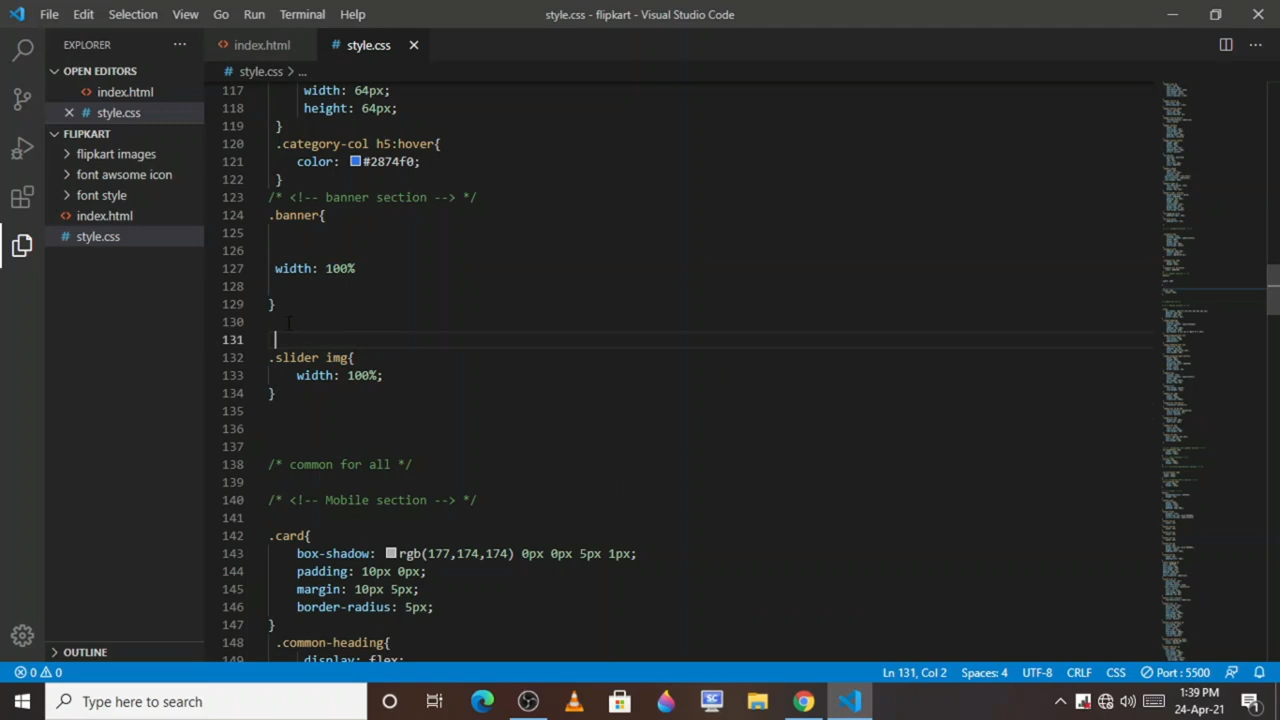 File Edit Selection View Go Run Terminal Help style.css - flipkart - Visual Studio Code
EXPLORER
OPEN EDITORS
index.html
style.css
FLIPKART
flipkart images
font awsome icon
font style
index.html
style.css
OUTLINE
index.html style.css
style.css > ...
117 width: 64px;
118 height: 64px;
119 }
120 .category-col h5:hover{
121 color: #2874f0;
122 }
123 /* <!-- banner section --> */
124 .banner{
125
126
127 width: 100%
128
129 }
130
131
132 .slider img{
133 width: 100%;
134 }
135
136
137
138 /* common for all */
139
140 /* <!-- Mobile section --> */
141
142 .card{
143 box-shadow: rgb(177,174,174) 0px 0px 5px 1px;
144 padding: 10px 0px;
145 margin: 10px 5px;
146 border-radius: 5px;
147 }
148 .common-heading{
149 display: flex;
0 0 Ln 131, Col 2 Spaces: 4 UTF-8 CRLF CSS Port : 5500
Type here to search
1:39 PM
24-Apr-21